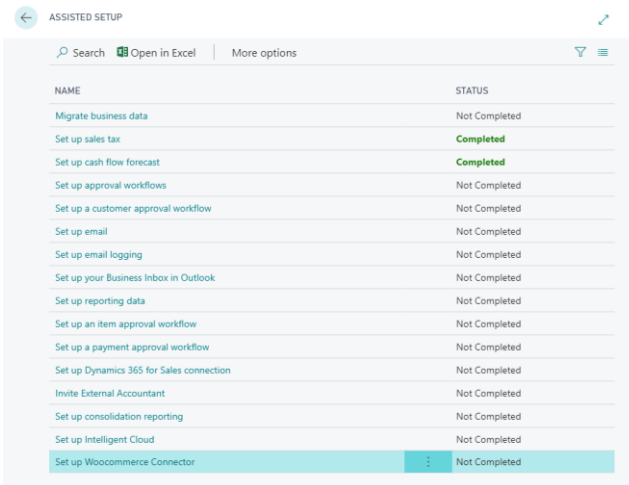 ASSISTED SETUP
Search Open in Excel More options
NAME STATUS
Migrate business data Not Completed
Set up sales tax Completed
Set up cash flow forecast Completed
Set up approval workflows Not Completed
Set up a customer approval workflow Not Completed
Set up email Not Completed
Set up email logging Not Completed
Set up your Business Inbox in Outlook Not Completed
Set up reporting data Not Completed
Set up an item approval workflow Not Completed
Set up a payment approval workflow Not Completed
Set up Dynamics 365 for Sales connection Not Completed
Invite External Accountant Not Completed
Set up consolidation reporting Not Completed
Set up Intelligent Cloud Not Completed
Set up Woocommerce Connector Not Completed